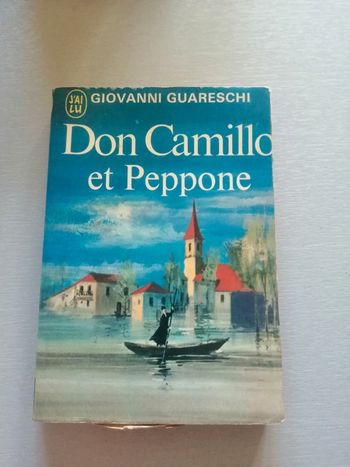 J'AI
LU
GIOVANNI GUARESCHI
Don Camillo
et Peppone